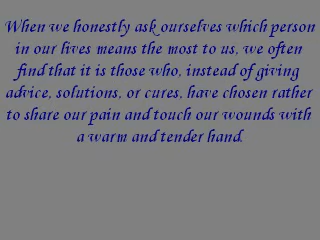 When we honestly ask ourselves which person
in our lives means the most to us, we often
find that it is those who, instead of giving
advice, solutions, or cures, have chosen rather
to share our pain and touch our wounds with
a warm and tender hand.